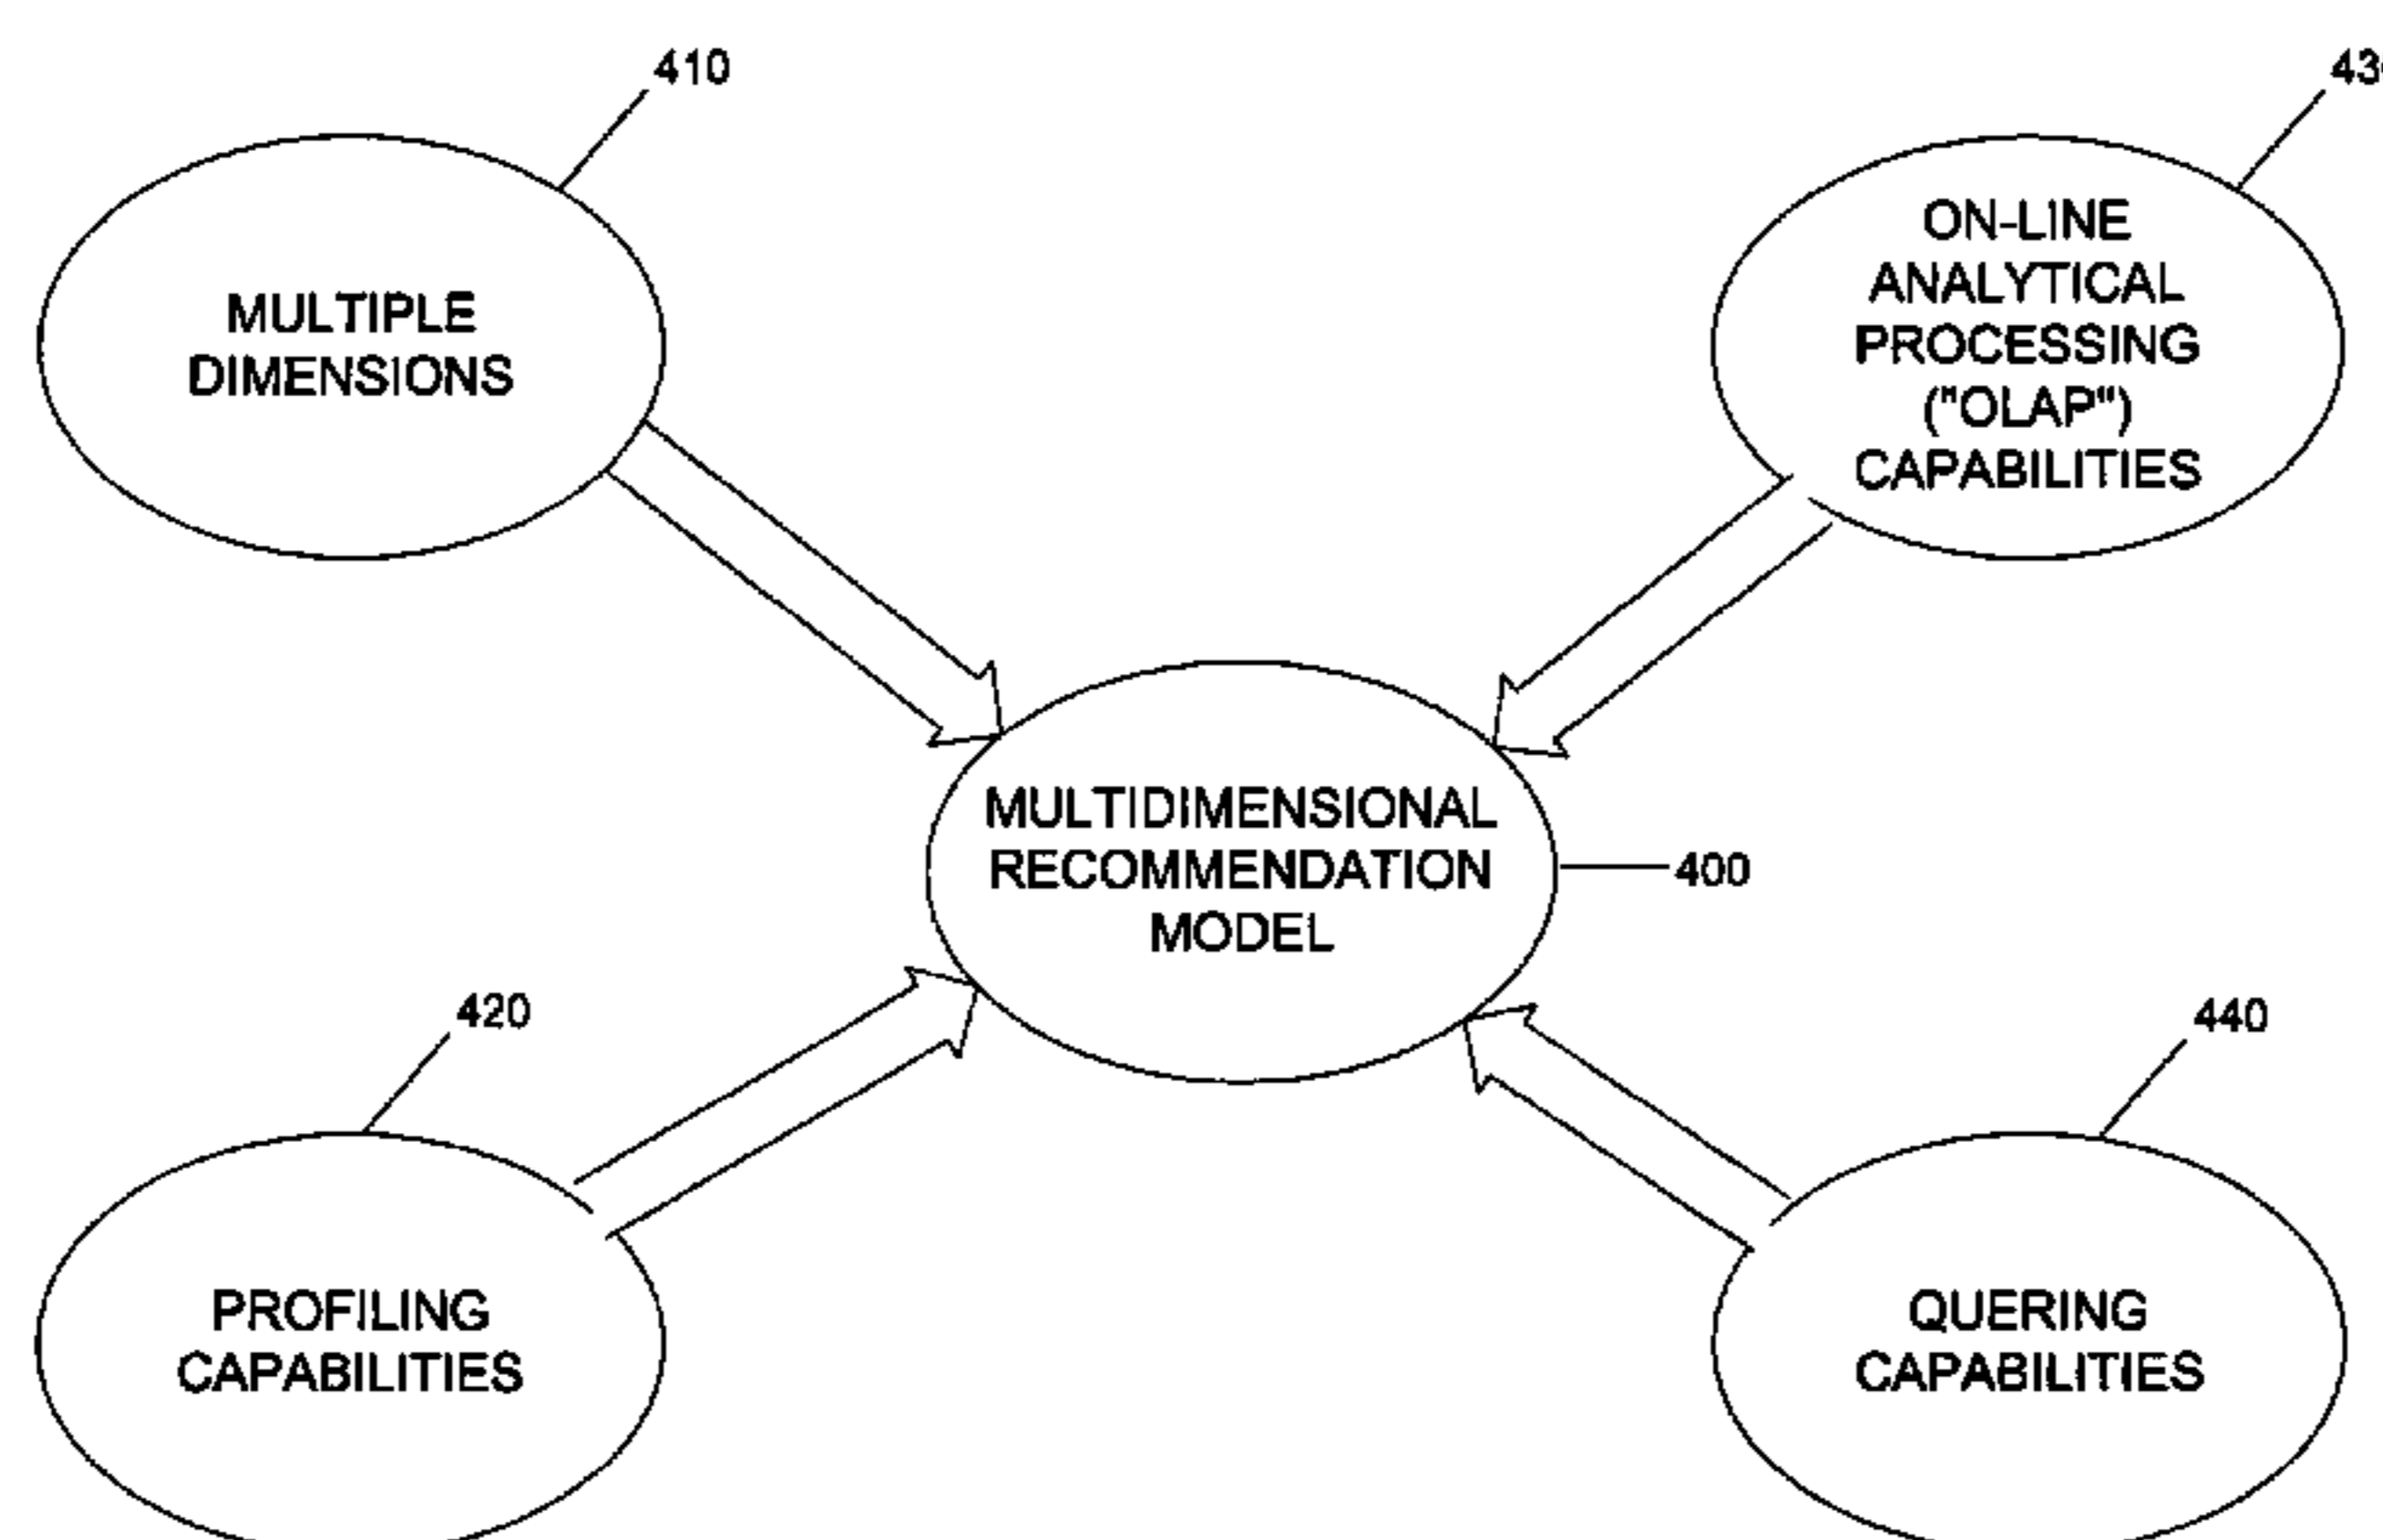 410
MULTIPLE
DIMENSIONS
ON-LINE
ANALYTICAL
PROCESSING
("OLAP")
CAPABILITIES
MULTIDIMENSIONAL
RECOMMENDATION
MODEL
400
420
PROFILING
CAPABILITIES
440
QUERING
CAPABILITIES